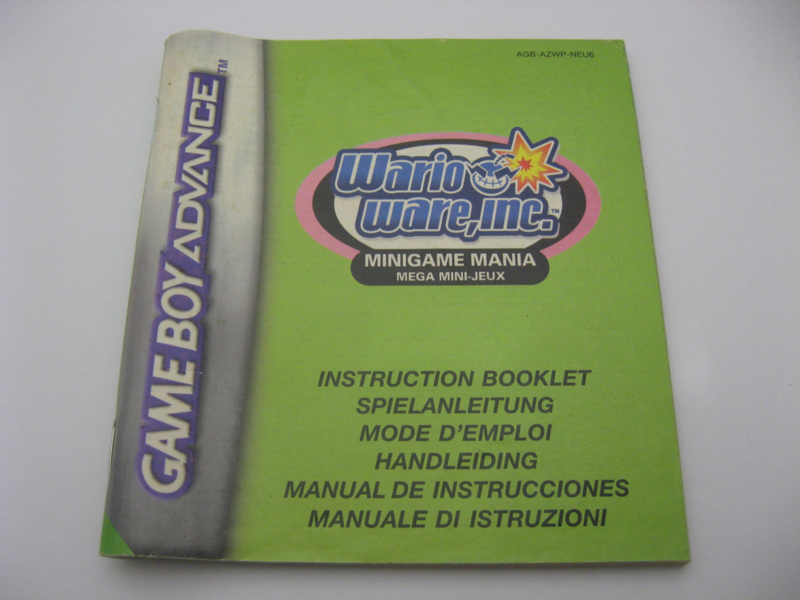 AGB-AZWP-NEU6
GAME BOY ADVANCE™
Wario
Ware, Inc.™
MINIGAME MANIA
MEGA MINI-JEUX
INSTRUCTION BOOKLET
SPIELANLEITUNG
MODE D'EMPLOI
HANDLEIDING
MANUAL DE INSTRUCCIONES
MANUALE DI ISTRUZIONI